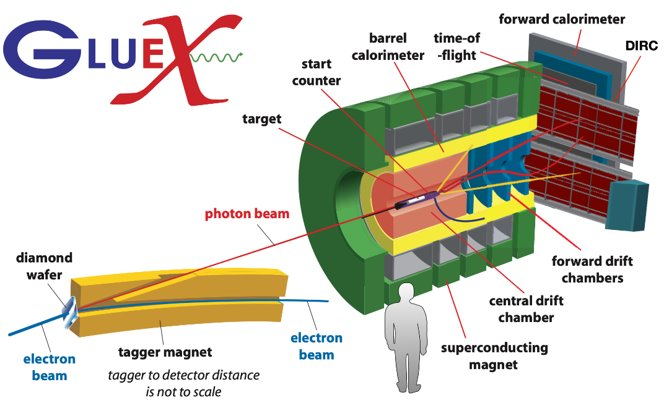 GLUEX
forward calorimeter
DIRC
barrel
calorimeter
time-of
-flight
start
counter
target
photon beam
diamond
wafer
forward drift
chambers
central drift
chamber
superconducting
magnet
electron
beam
tagger magnet
tagger to detector distance
is not to scale
electron
beam